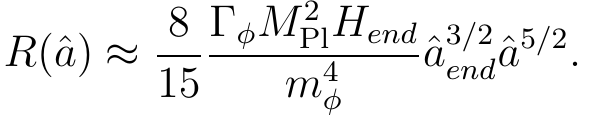 R(\hat{a}) \approx \frac{8}{15} \frac{\Gamma_{\phi} M_{\mathrm{Pl}}^{2} H_{end}}{m_{\phi}^{4}} \hat{a}_{end}^{3/2} \hat{a}^{5/2}.